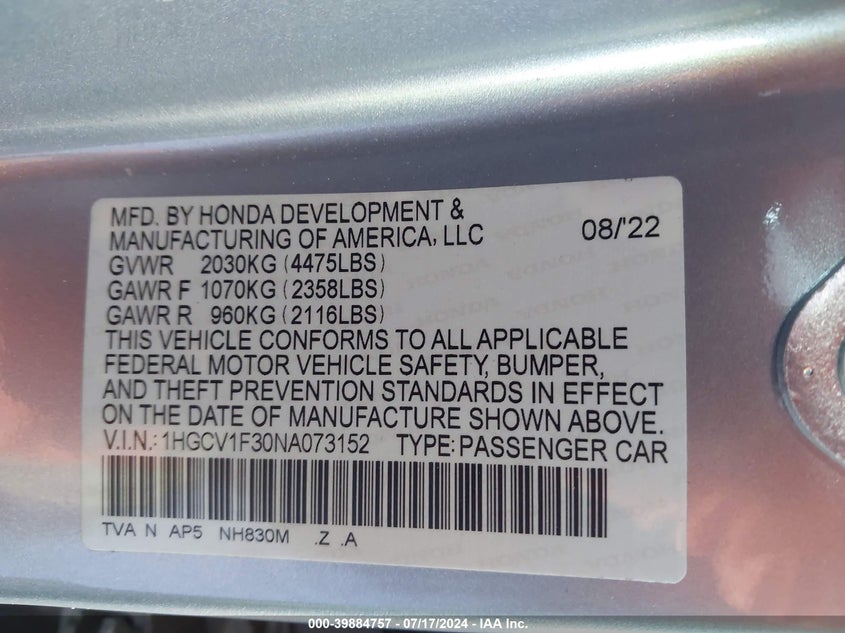 MFD. BY HONDA DEVELOPMENT &
MANUFACTURING OF AMERICA, LLC 08/'22
GVWR 2030KG (4475LBS)
GAWR F 1070KG (2358LBS)
GAWR R 960KG (2116LBS)
THIS VEHICLE CONFORMS TO ALL APPLICABLE
FEDERAL MOTOR VEHICLE SAFETY, BUMPER,
AND THEFT PREVENTION STANDARDS IN EFFECT
ON THE DATE OF MANUFACTURE SHOWN ABOVE.
V.I.N.: 1HGCV1F30NA073152 TYPE: PASSENGER CAR
TVA N AP5 NH830M .Z .A
000-39884757 - 07/17/2024 - IAA Inc.